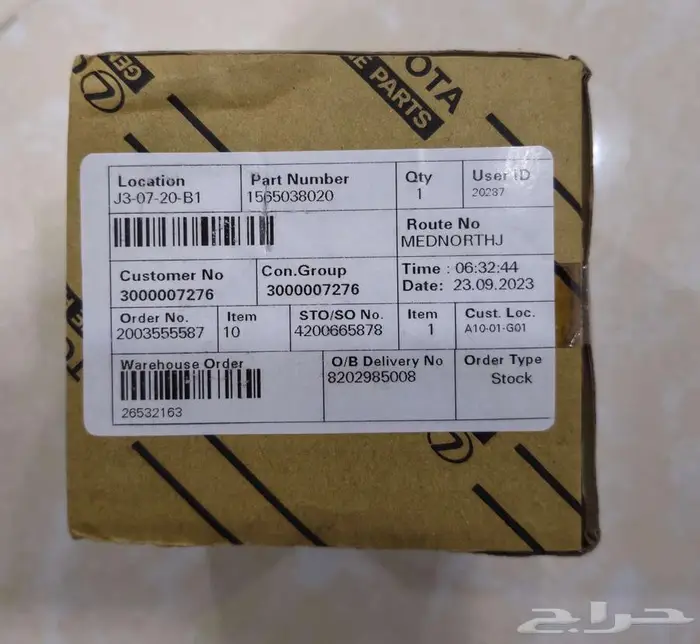 GEN
OTA
E PARTS
Location
J3-07-20-B1
Part Number
1565038020
Qty
1
User ID
20287
Route No
MEDNORTHJ
Customer No
3000007276
Con.Group
3000007276
Time : 06:32:44
Date: 23.09.2023
Order No.
2003555587
Item
10
STO/SO No.
4200665878
Item
1
Cust. Loc.
A10-01-G01
Warehouse Order
26532163
O/B Delivery No
8202985008
Order Type
Stock
حراج